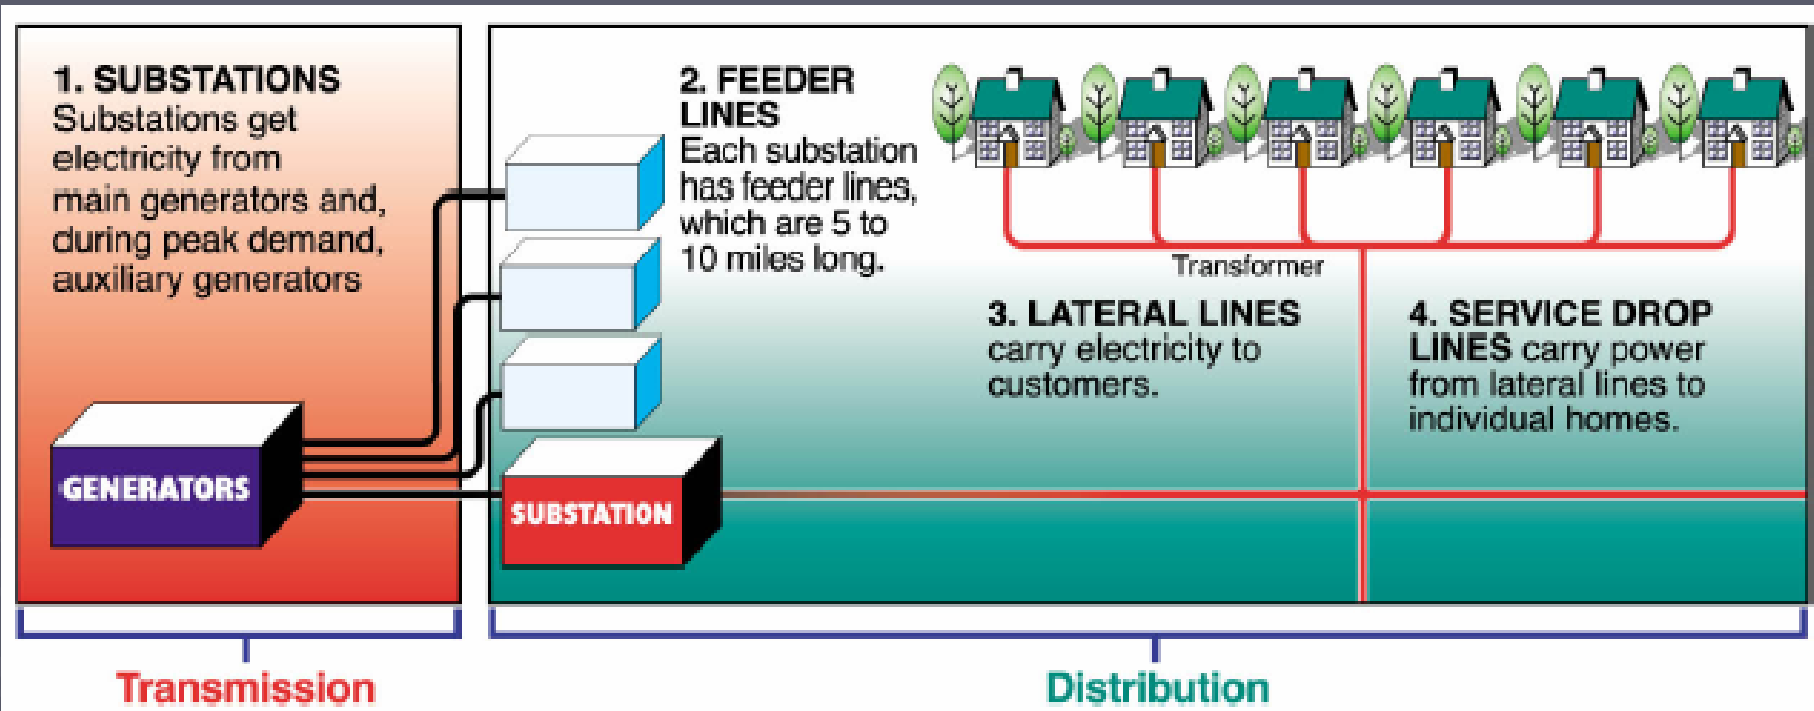 1. SUBSTATIONS
Substations get
electricity from
main generators and,
during peak demand,
auxiliary generators
GENERATORS
2. FEEDER
LINES
Each substation
has feeder lines,
which are 5 to
10 miles long.
SUBSTATION
Transformer
3. LATERAL LINES
carry electricity to
customers.
4. SERVICE DROP
LINES carry power
from lateral lines to
individual homes.
Transmission
Distribution